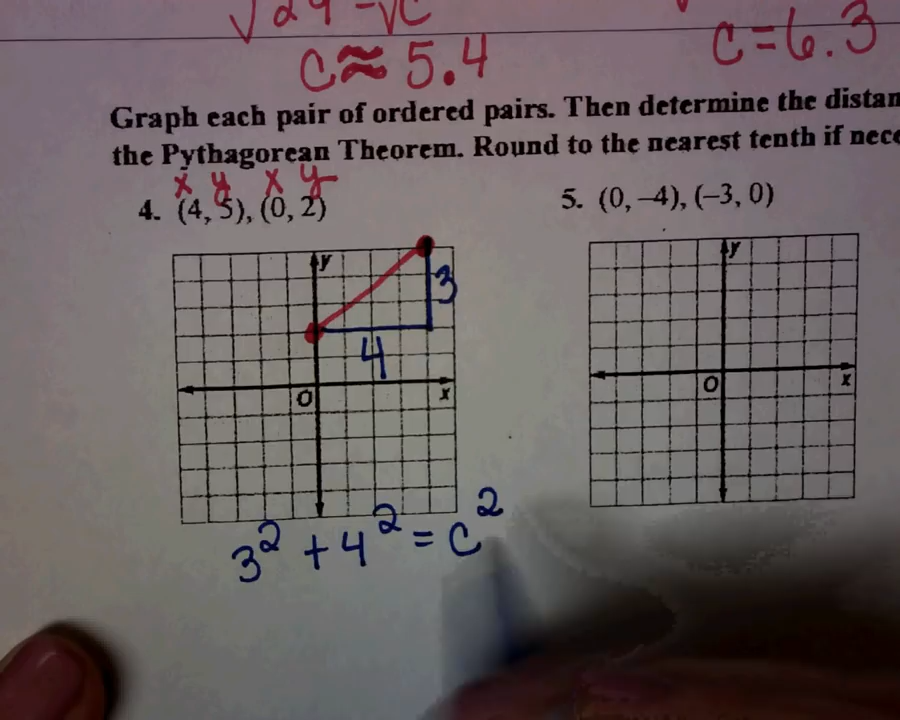 √29 = √C
C ≈ 5.4
C = 6.3
Graph each pair of ordered pairs. Then determine the distan
the Pythagorean Theorem. Round to the nearest tenth if nece
x y x y
4. (4, 5), (0, 2)
5. (0, –4), (–3, 0)
y
3
4
O
x
y
O
x
3² + 4² = c²